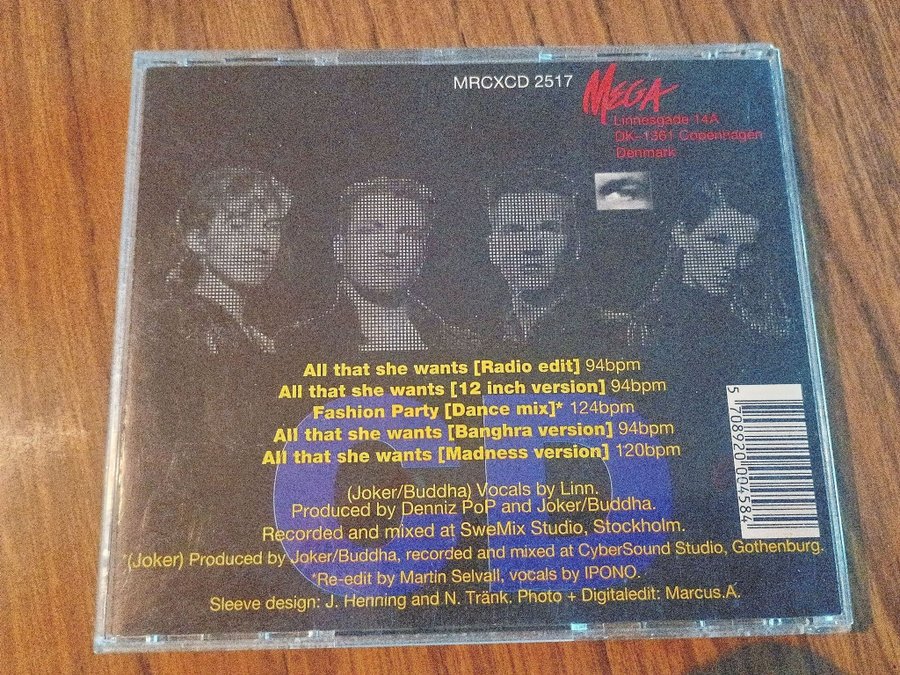 MRCXCD 2517
MEGA
Linnesgade 14A
DK-1361 Copenhagen
Denmark
All that she wants [Radio edit] 94bpm
All that she wants [12 inch version] 94bpm
Fashion Party [Dance mix]* 124bpm
All that she wants [Banghra version] 94bpm
All that she wants [Madness version] 120bpm
CD
(Joker/Buddha) Vocals by Linn.
Produced by Denniz PoP and Joker/Buddha.
Recorded and mixed at SweMix Studio, Stockholm.
*(Joker) Produced by Joker/Buddha, recorded and mixed at CyberSound Studio, Gothenburg.
*Re-edit by Martin Selvall, vocals by IPONO.
Sleeve design: J. Henning and N. Tränk. Photo + Digitaledit: Marcus.A.
5 708920 004584